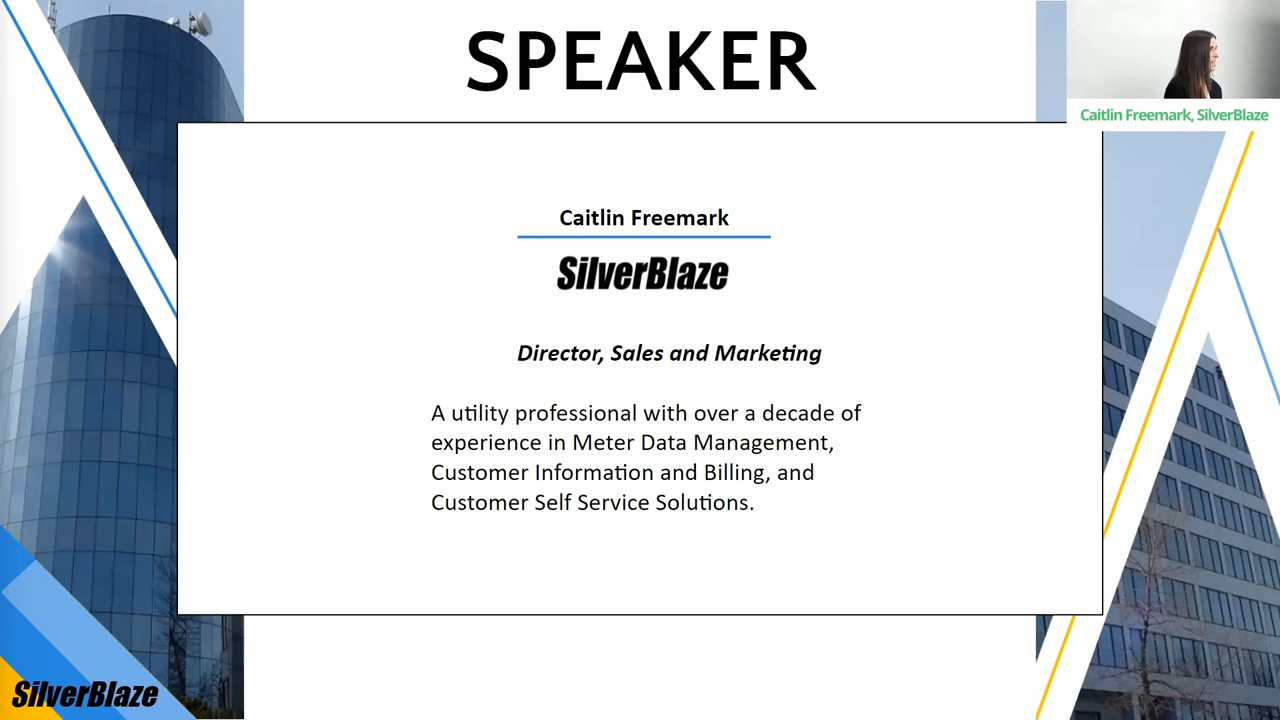 SPEAKER
Caitlin Freemark, SilverBlaze
Caitlin Freemark
SilverBlaze
Director, Sales and Marketing
A utility professional with over a decade of
experience in Meter Data Management,
Customer Information and Billing, and
Customer Self Service Solutions.
SilverBlaze